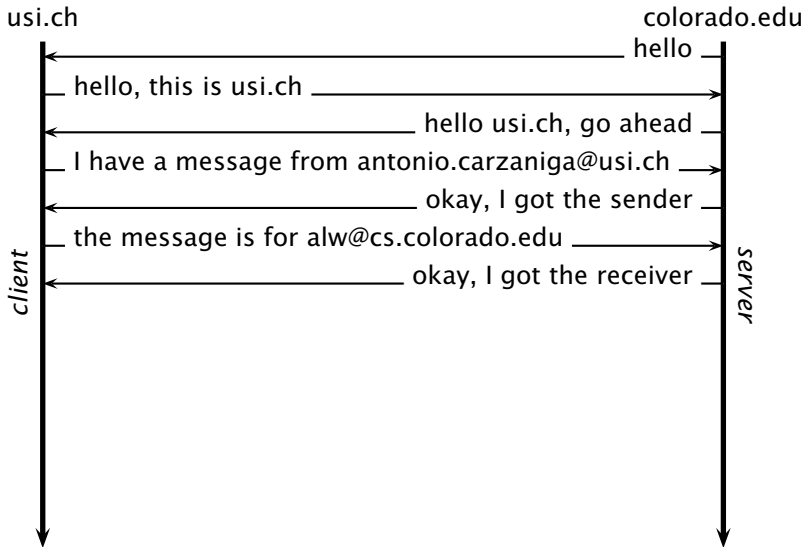 usi.ch
colorado.edu
hello
hello, this is usi.ch
hello usi.ch, go ahead
I have a message from antonio.carzaniga@usi.ch
okay, I got the sender
the message is for alw@cs.colorado.edu
okay, I got the receiver
client
server